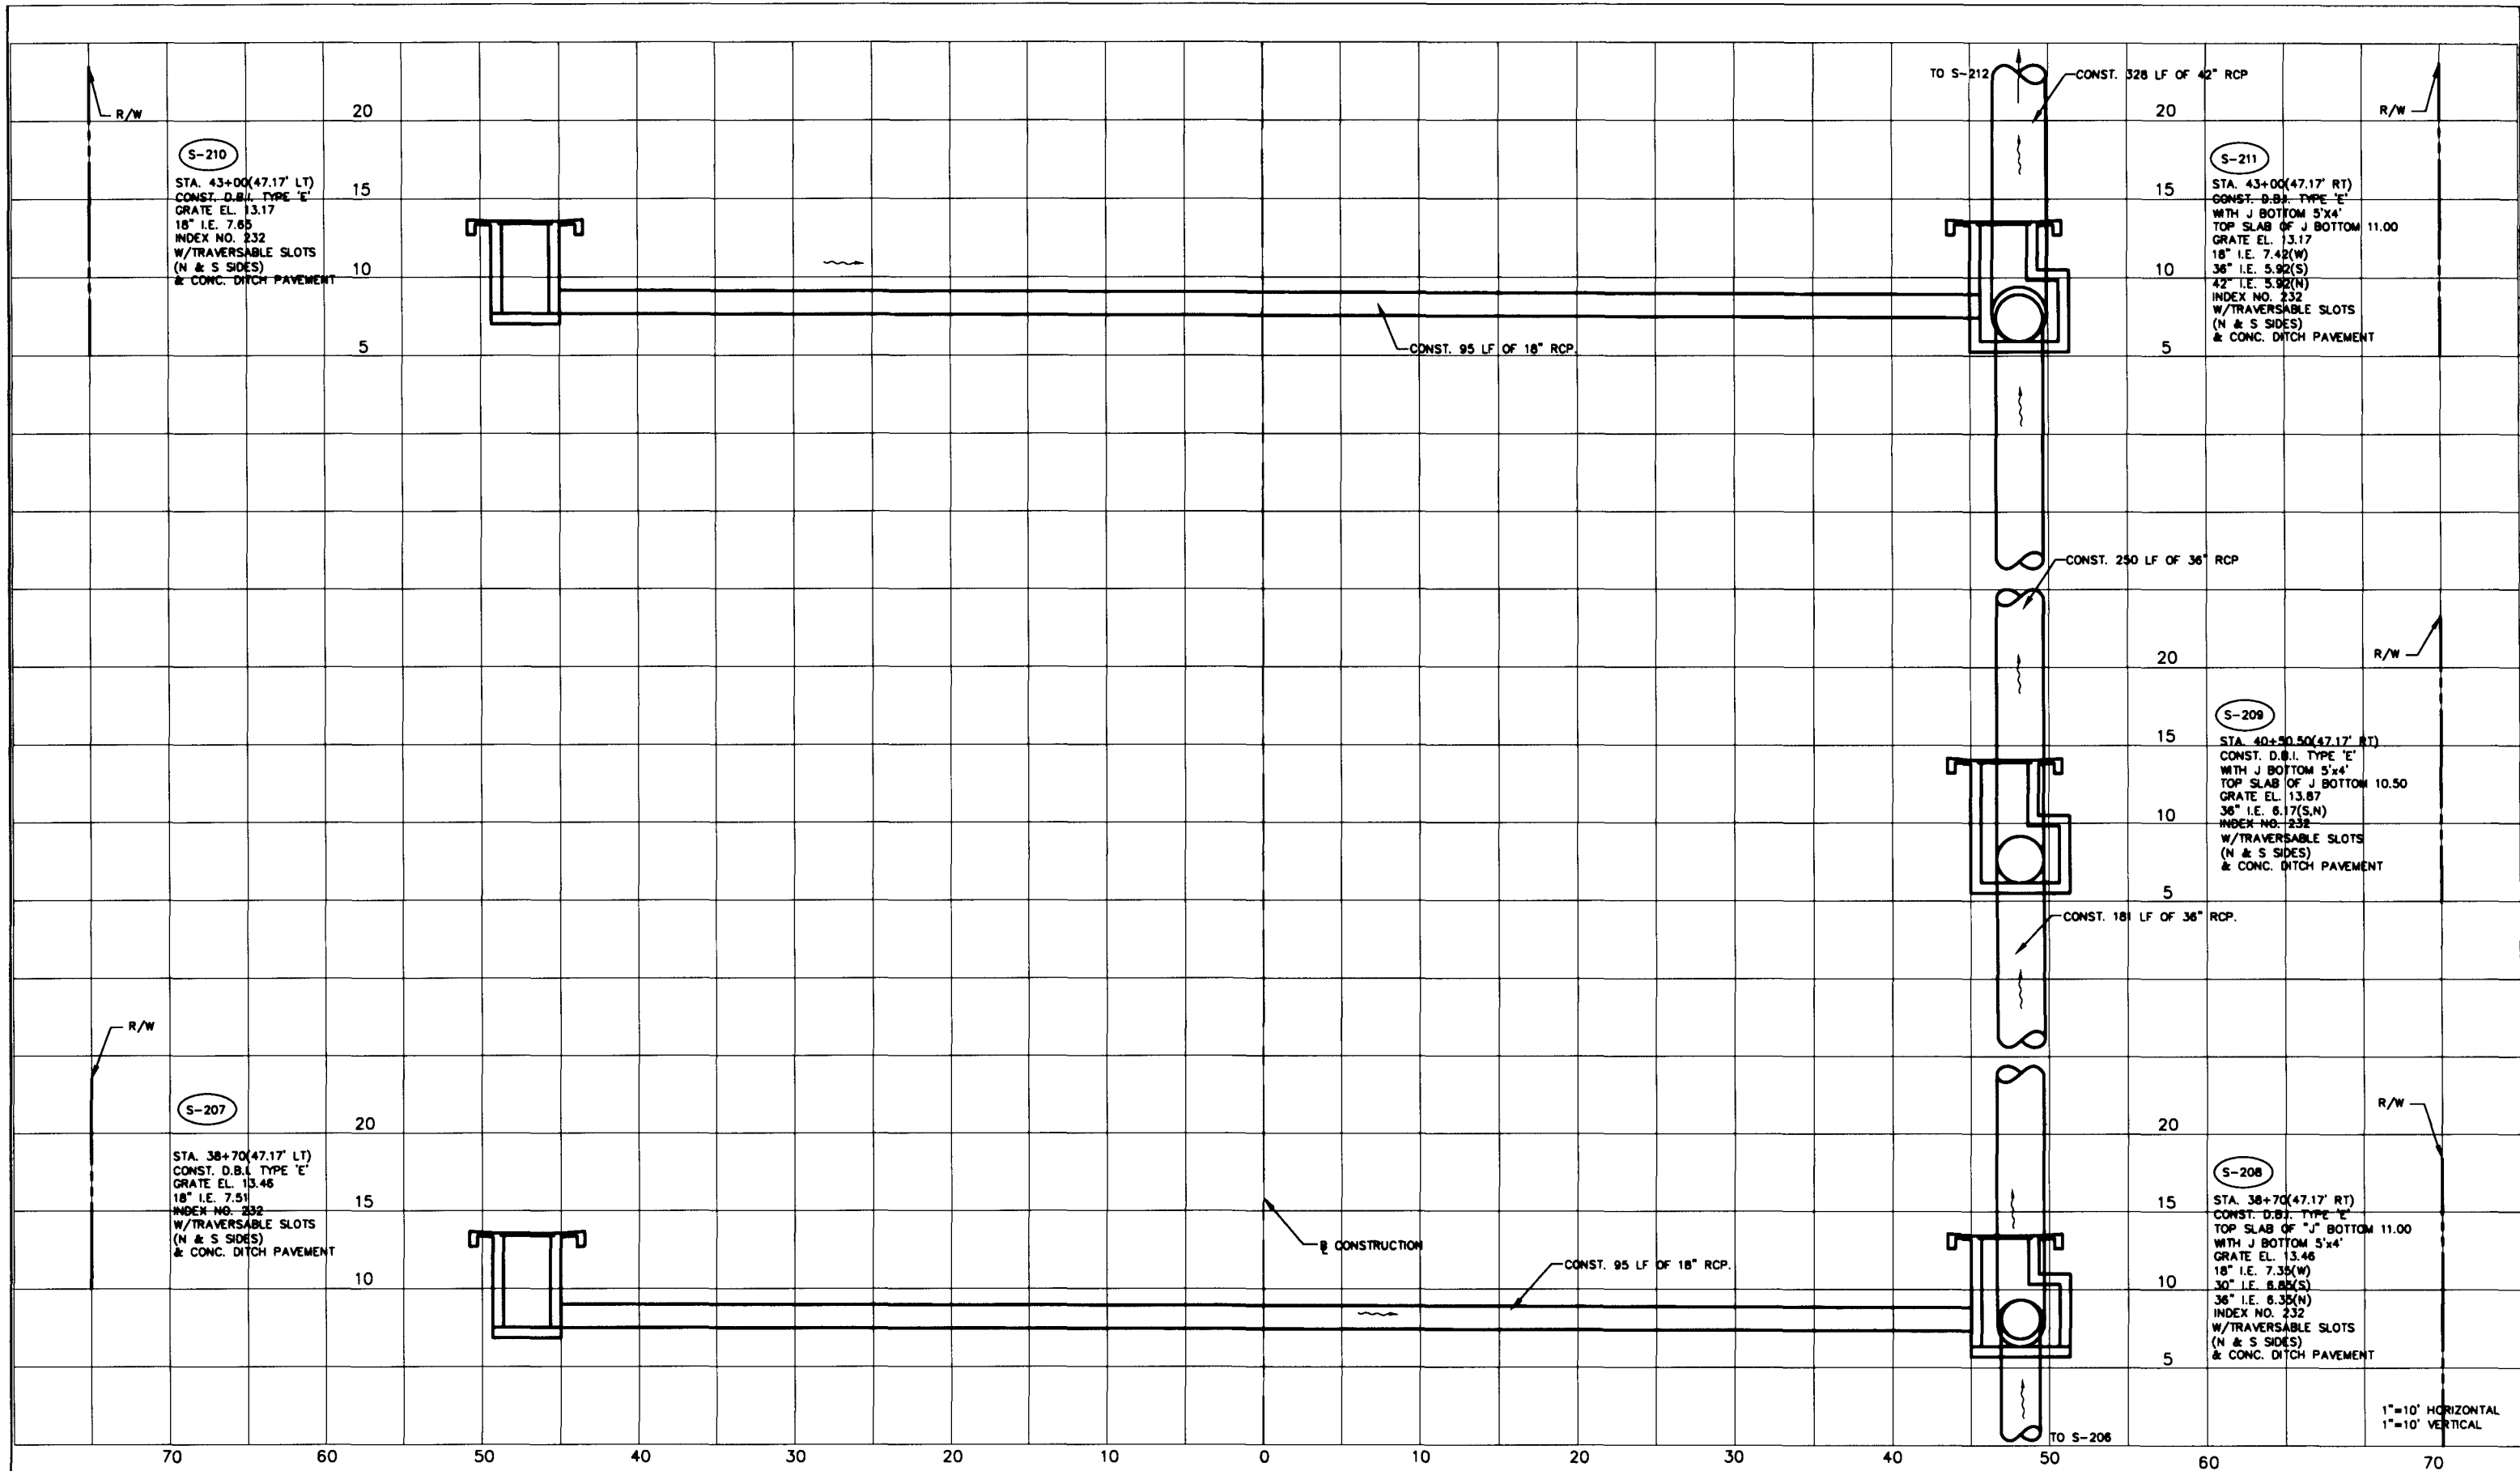 TO S-212
CONST. 328 LF OF 42" RCP
R/W
20
20
R/W
S-210
STA. 43+00(47.17' LT)
CONST. D.B.I. TYPE 'E'
GRATE EL. 13.17
18" I.E. 7.65
INDEX NO. 232
W/TRAVERSABLE SLOTS
(N & S SIDES)
& CONC. DITCH PAVEMENT
15
10
5
CONST. 95 LF OF 18" RCP.
15
10
5
S-211
STA. 43+00(47.17' RT)
CONST. D.B.I. TYPE 'E'
WITH J BOTTOM 5'X4'
TOP SLAB OF J BOTTOM 11.00
GRATE EL. 13.17
18" I.E. 7.42(W)
36" I.E. 5.92(S)
42" I.E. 5.92(N)
INDEX NO. 232
W/TRAVERSABLE SLOTS
(N & S SIDES)
& CONC. DITCH PAVEMENT
CONST. 250 LF OF 36" RCP
20
R/W
15
10
5
S-209
STA. 40+50.50(47.17' RT)
CONST. D.B.I. TYPE 'E'
WITH J BOTTOM 5'x4'
TOP SLAB OF J BOTTOM 10.50
GRATE EL. 13.87
36" I.E. 6.17(S,N)
INDEX NO. 232
W/TRAVERSABLE SLOTS
(N & S SIDES)
& CONC. DITCH PAVEMENT
CONST. 181 LF OF 36" RCP.
R/W
S-207
STA. 38+70(47.17' LT)
CONST. D.B.I. TYPE 'E'
GRATE EL. 13.46
18" I.E. 7.51
INDEX NO. 232
W/TRAVERSABLE SLOTS
(N & S SIDES)
& CONC. DITCH PAVEMENT
20
15
10
B CONSTRUCTION
CONST. 95 LF OF 18" RCP.
20
15
10
5
R/W
S-208
STA. 38+70(47.17' RT)
CONST. D.B.I. TYPE 'E'
TOP SLAB OF "J" BOTTOM 11.00
WITH J BOTTOM 5'x4'
GRATE EL. 13.46
18" I.E. 7.35(W)
30" I.E. 6.85(S)
36" I.E. 6.35(N)
INDEX NO. 232
W/TRAVERSABLE SLOTS
(N & S SIDES)
& CONC. DITCH PAVEMENT
1"=10' HORIZONTAL
1"=10' VERTICAL
TO S-206
70 60 50 40 30 20 10 0 10 20 30 40 50 60 70